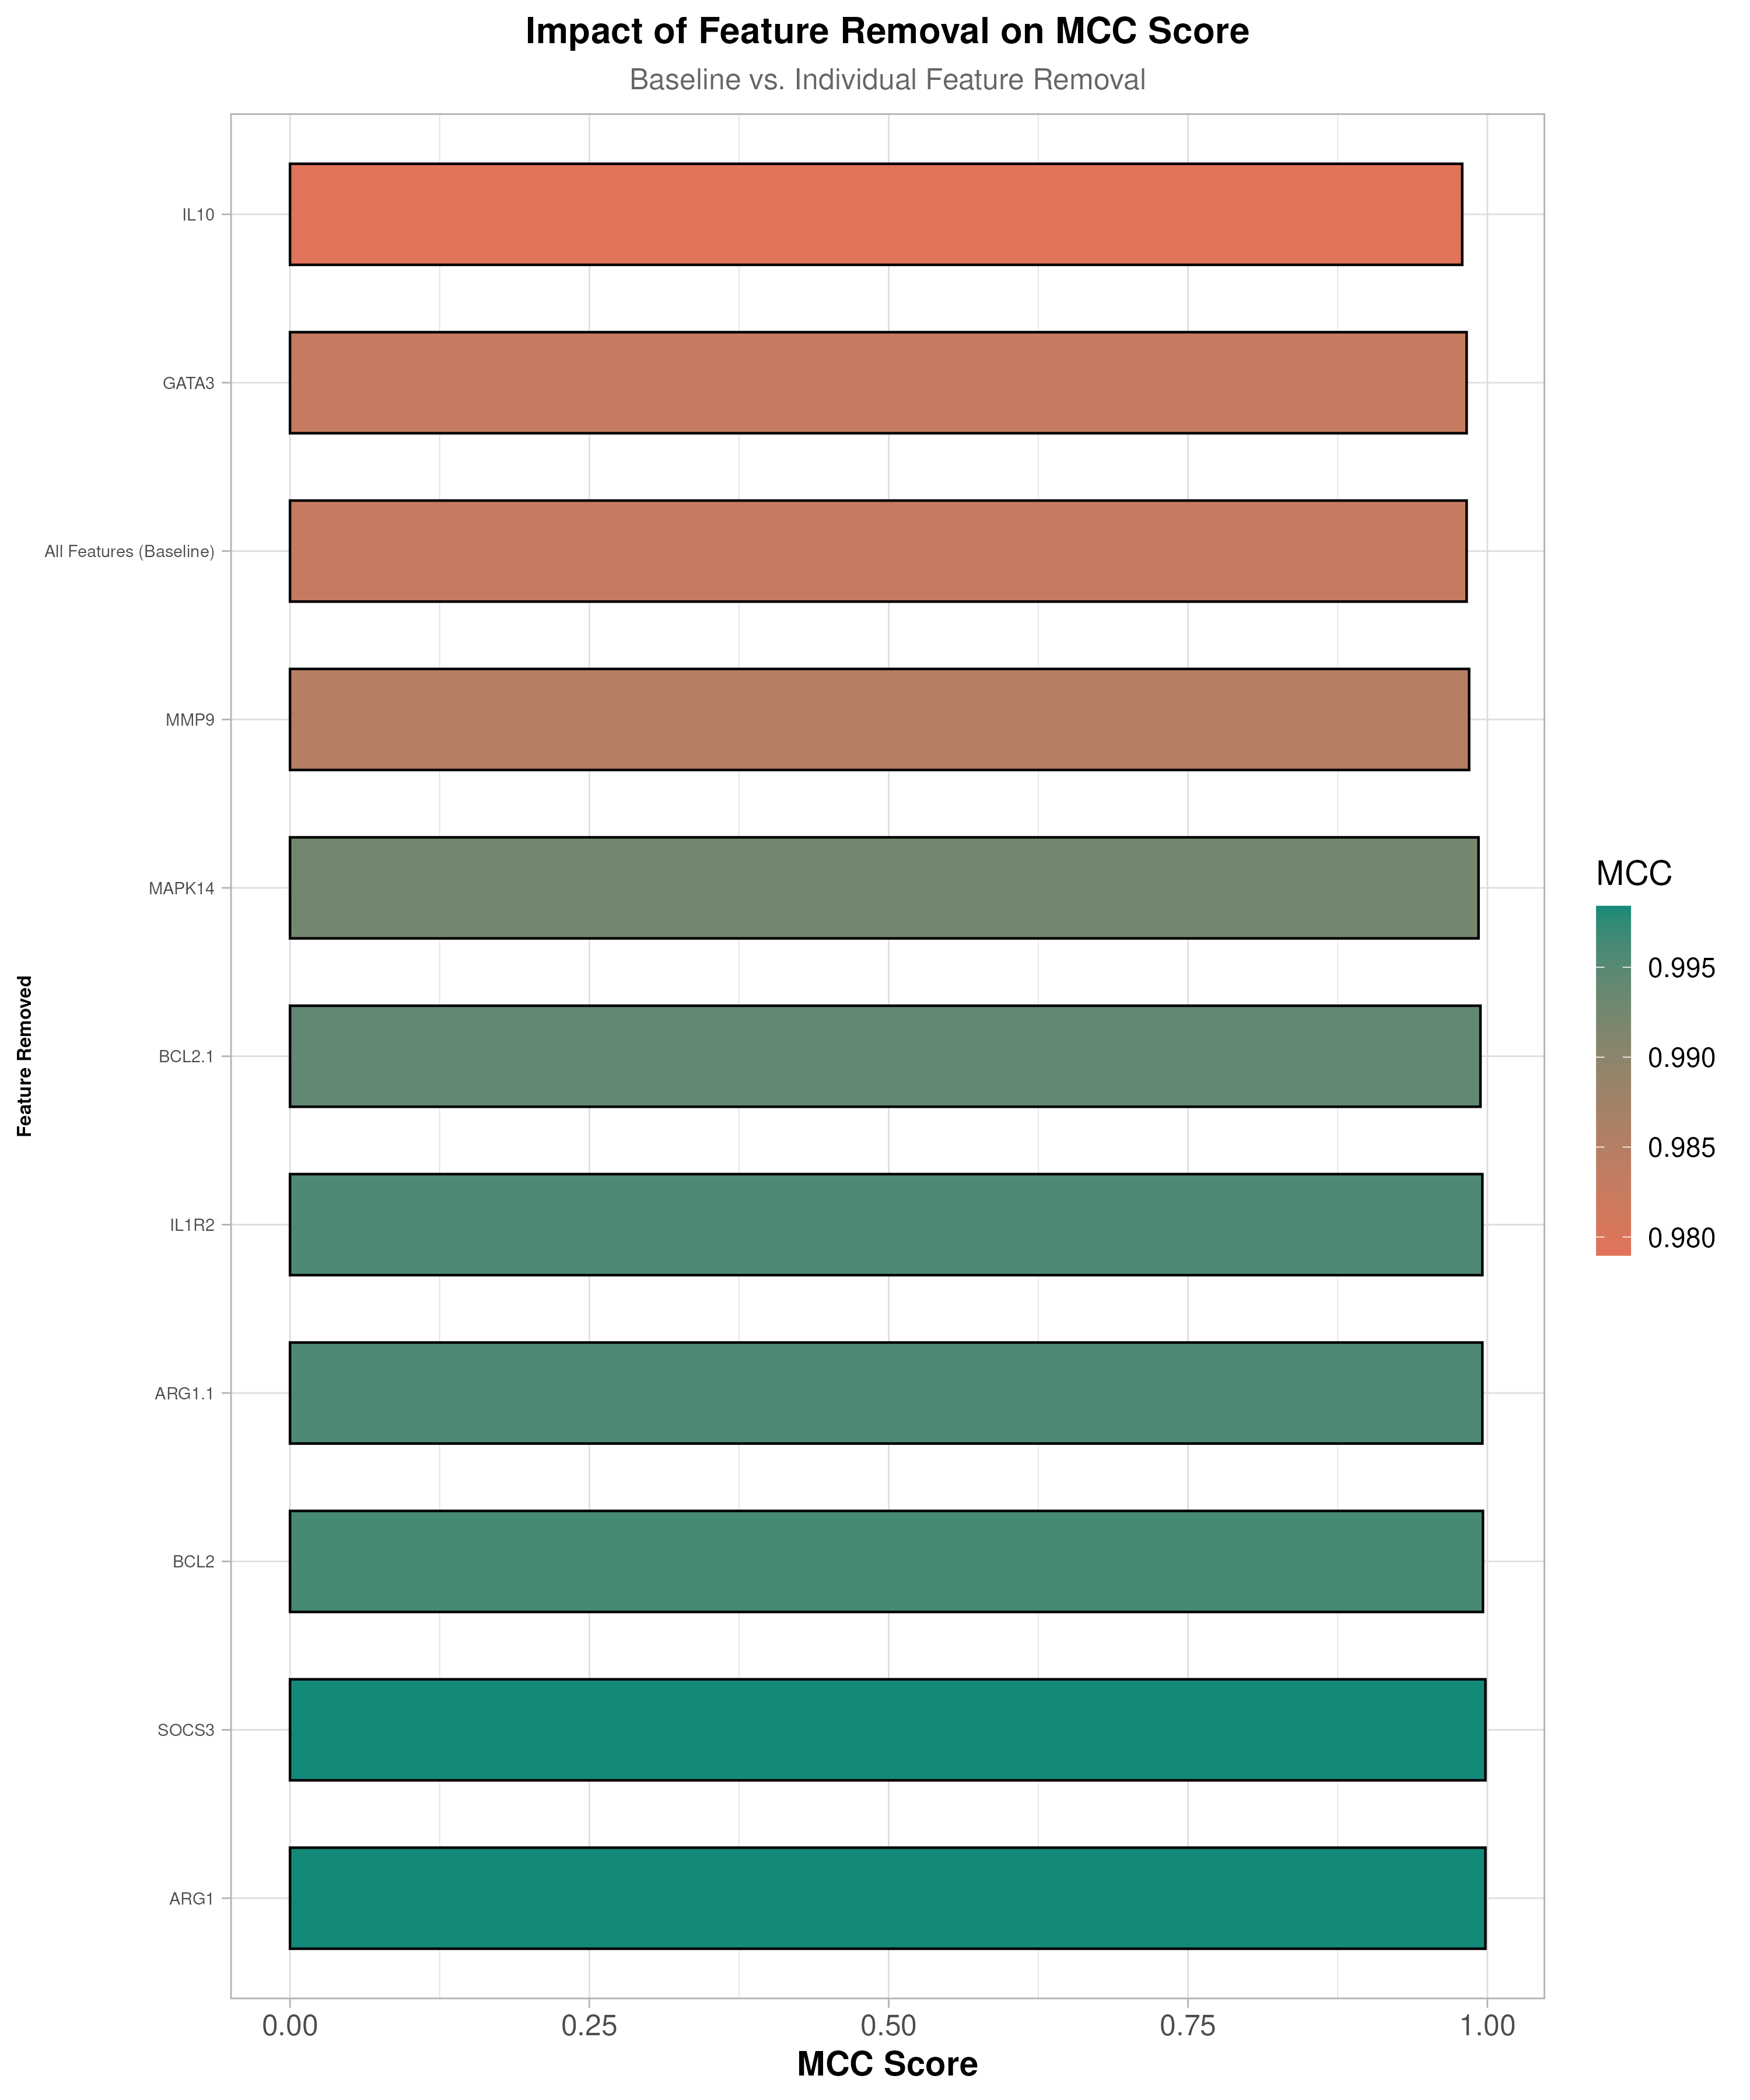 Impact of Feature Removal on MCC Score
Baseline vs. Individual Feature Removal
Feature Removed
IL10
GATA3
All Features (Baseline)
MMP9
MAPK14
BCL2.1
IL1R2
ARG1.1
BCL2
SOCS3
ARG1
0.00 0.25 0.50 0.75 1.00
MCC Score
MCC
0.995
0.990
0.985
0.980